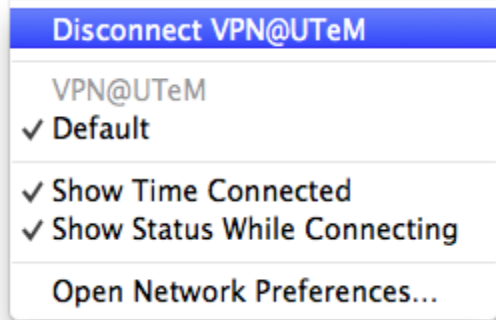 Disconnect VPN@UTeM
VPN@UTeM
✓ Default
✓ Show Time Connected
✓ Show Status While Connecting
Open Network Preferences...